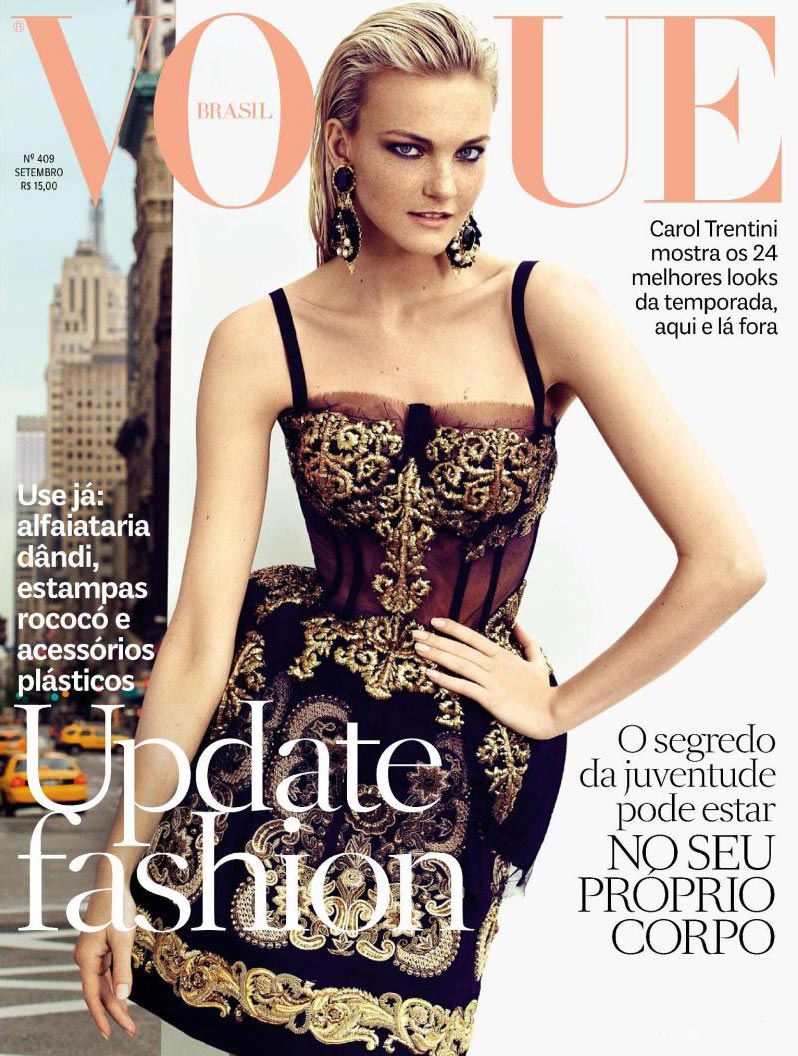 VOGUE
BRASIL
®
Nº 409
SETEMBRO
R$ 15,00
Carol Trentini
mostra os 24
melhores looks
da temporada,
aqui e lá fora
Use já:
alfaiataria
dândi,
estampas
rococó e
acessórios
plásticos
Update
fashion
O segredo
da juventude
pode estar
NO SEU
PRÓPRIO
CORPO